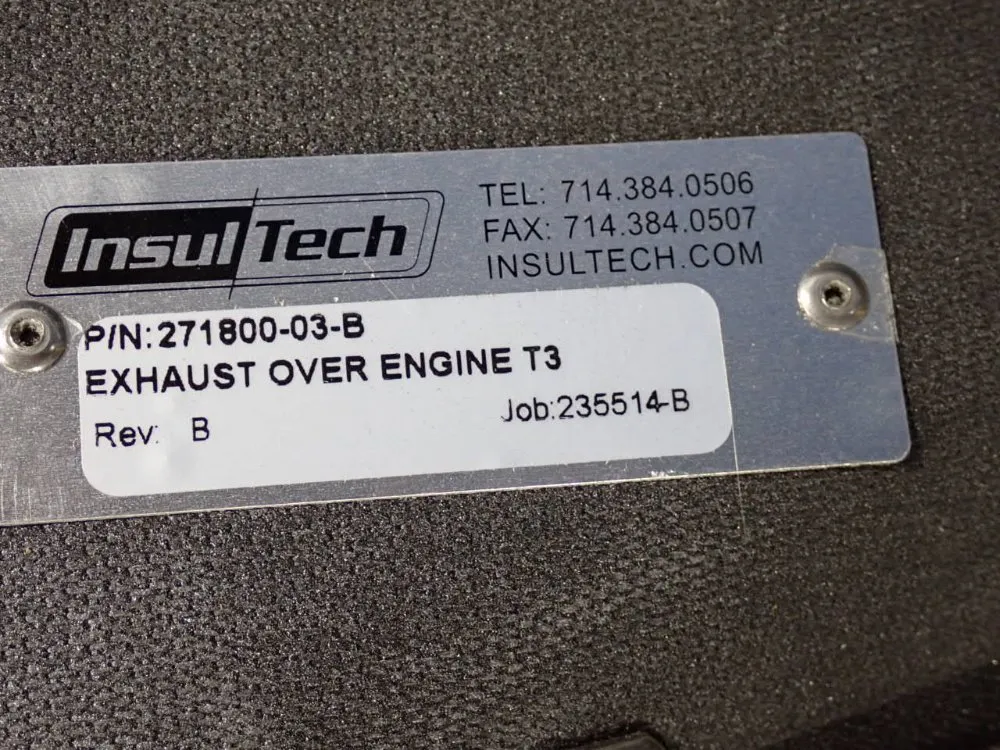 InsulTech
TEL: 714.384.0506
FAX: 714.384.0507
INSULTECH.COM
P/N:271800-03-B
EXHAUST OVER ENGINE T3
Rev: B
Job:235514-B